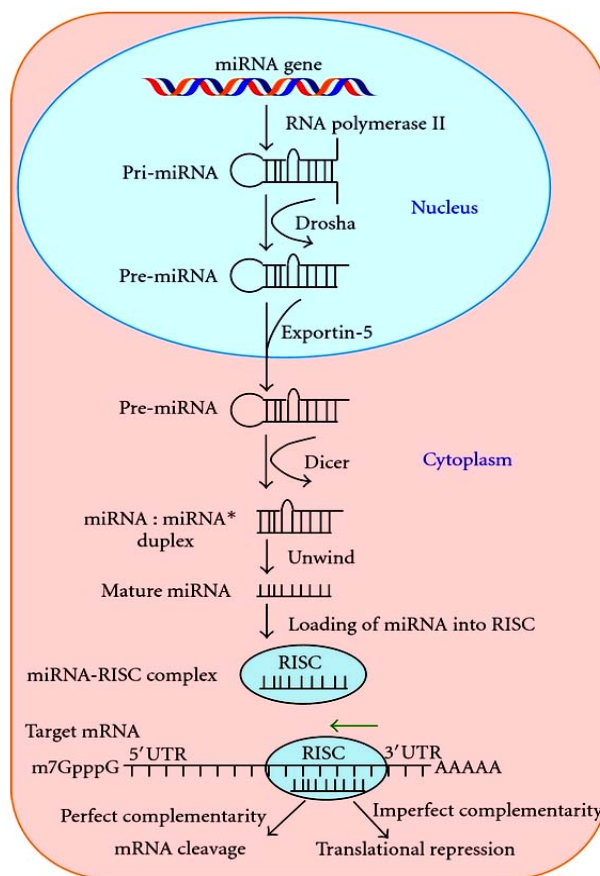 miRNA gene
RNA polymerase II
Pri-miRNA
Nucleus
Drosha
Pre-miRNA
Exportin-5
Pre-miRNA
Cytoplasm
Dicer
miRNA : miRNA*
duplex
Unwind
Mature miRNA
Loading of miRNA into RISC
RISC
miRNA-RISC complex
Target mRNA
5′UTR
RISC
3′UTR
m7GpppG
AAAAA
Perfect complementarity
Imperfect complementarity
mRNA cleavage
Translational repression